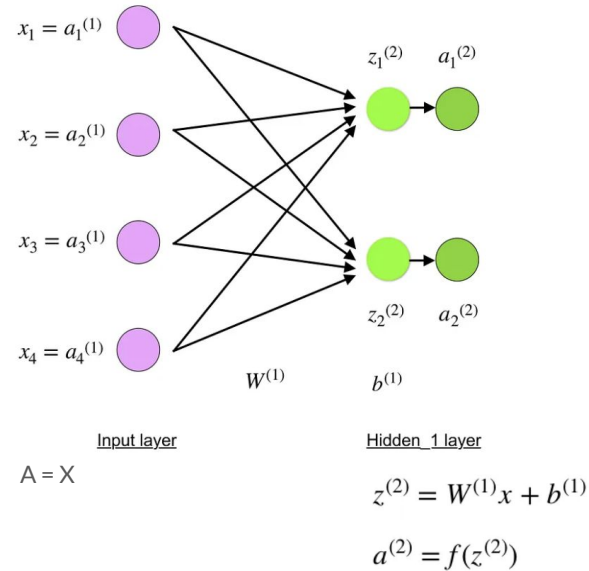 x₁ = a₁⁽¹⁾
z₁⁽²⁾ a₁⁽²⁾
x₂ = a₂⁽¹⁾
x₃ = a₃⁽¹⁾
z₂⁽²⁾ a₂⁽²⁾
x₄ = a₄⁽¹⁾
W⁽¹⁾ b⁽¹⁾
Input layer
Hidden_1 layer
A = X
z⁽²⁾ = W⁽¹⁾x + b⁽¹⁾
a⁽²⁾ = f(z⁽²⁾)